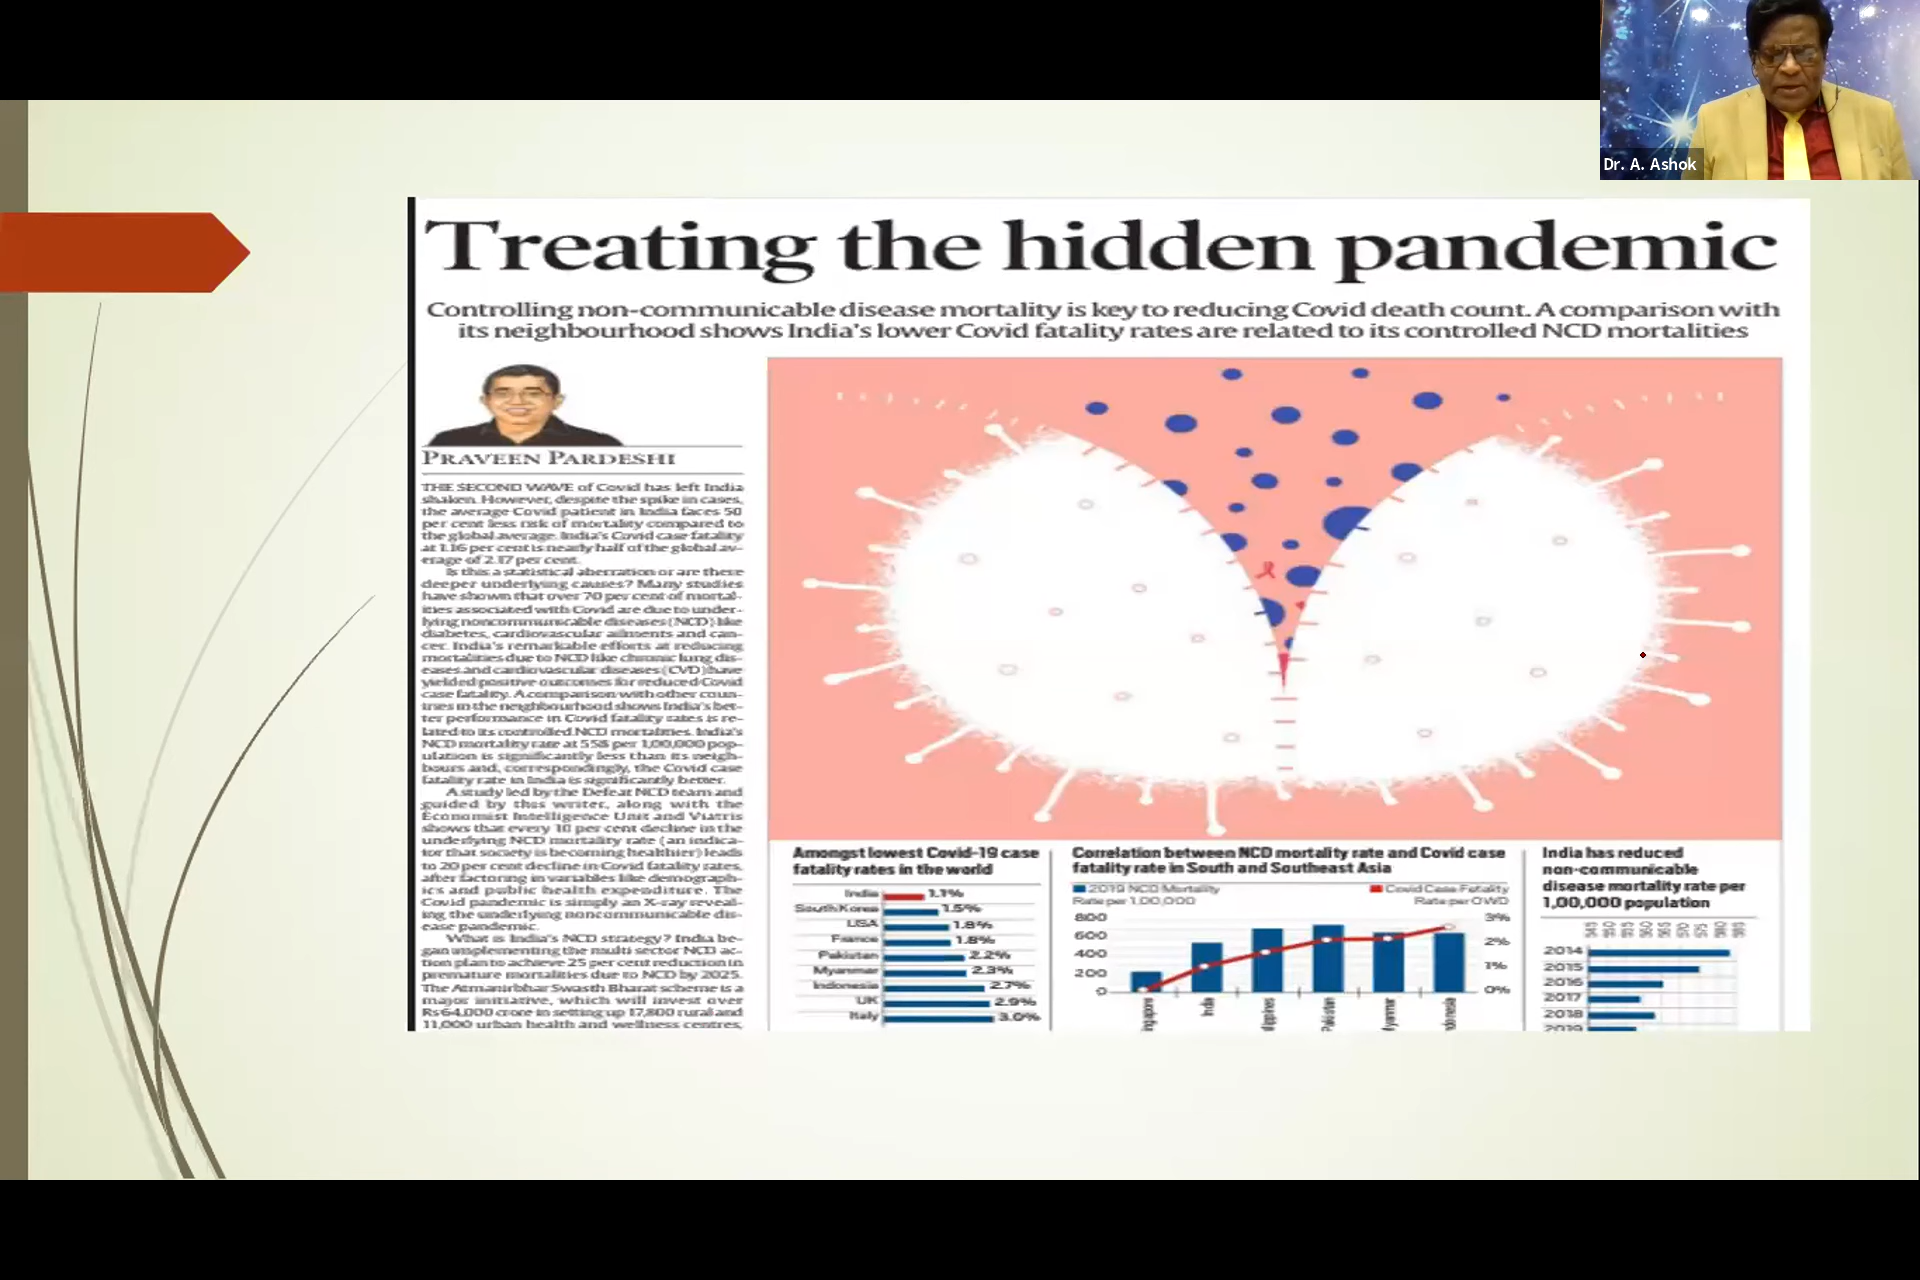 Dr. A. Ashok
Treating the hidden pandemic
Controlling non-communicable disease mortality is key to reducing Covid death count. A comparison with
its neighbourhood shows India's lower Covid fatality rates are related to its controlled NCD mortalities
PRAVEEN PARDESHI
THE SECOND WAVE of Covid has left India
shaken. However, despite the spike in cases,
the average Covid patient in India faces 50
per cent less risk of mortality compared to
the global average. India's Covid case fatality
at 1.16 per cent is nearly half of the global av-
erage of 2.17 per cent.
Is this a statistical aberration or are there
deeper underlying causes? Many studies
have shown that over 70 per cent of mortal-
ities associated with Covid are due to under-
lying noncommunicable diseases (NCD) like
diabetes, cardiovascular ailments and can-
cer. India's remarkable efforts at reducing
mortalities due to NCD like chronic lung dis-
eases and cardiovascular diseases (CVD) have
yielded positive outcomes for reduced Covid
case fatality. A comparison with other coun-
tries in the neighbourhood shows India's bet-
ter performance in Covid fatality rates is re-
lated to its controlled NCD mortalities. India's
NCD mortality rate at 558 per 1,00,000 pop-
ulation is significantly less than its neigh-
bours and, correspondingly, the Covid case
fatality rate in India is significantly better.
A study led by the Defeat NCD team and
guided by this writer, along with the
Economist Intelligence Unit and Viatris
shows that every 10 per cent decline in the
underlying NCD mortality rate (an indica-
tor that society is becoming healthier) leads
to 20 per cent decline in Covid fatality rates,
after factoring in variables like demograph-
ics and public health expenditure. The
Covid pandemic is simply an X-ray reveal-
ing the underlying noncommunicable dis-
ease pandemic.
What is India's NCD strategy? India be-
gan implementing the multi sector NCD ac-
tion plan to achieve 25 per cent reduction in
premature mortalities due to NCD by 2025.
The Atmanirbhar Swasth Bharat scheme is a
major initiative, which will invest over
Rs 64,000 crore in setting up 17,800 rural and
11,000 urban health and wellness centres,
Amongst lowest Covid-19 case
fatality rates in the world
India 1.1%
South Korea 1.5%
USA 1.8%
France 1.8%
Pakistan 2.2%
Myanmar 2.3%
Indonesia 2.7%
UK 2.9%
Italy 3.0%
Correlation between NCD mortality rate and Covid case
fatality rate in South and Southeast Asia
2019 NCD Mortality
Rate per 1,00,000
Covid Case Fetality
Rate per OWD
800
600
400
200
0
3%
2%
1%
0%
ingapore
India
ilippines
Pakistan
lyanmar
donesia
India has reduced
non-communicable
disease mortality rate per
1,00,000 population
545 550 555 560 565 570 575 580 585
2014
2015
2016
2017
2018
2019